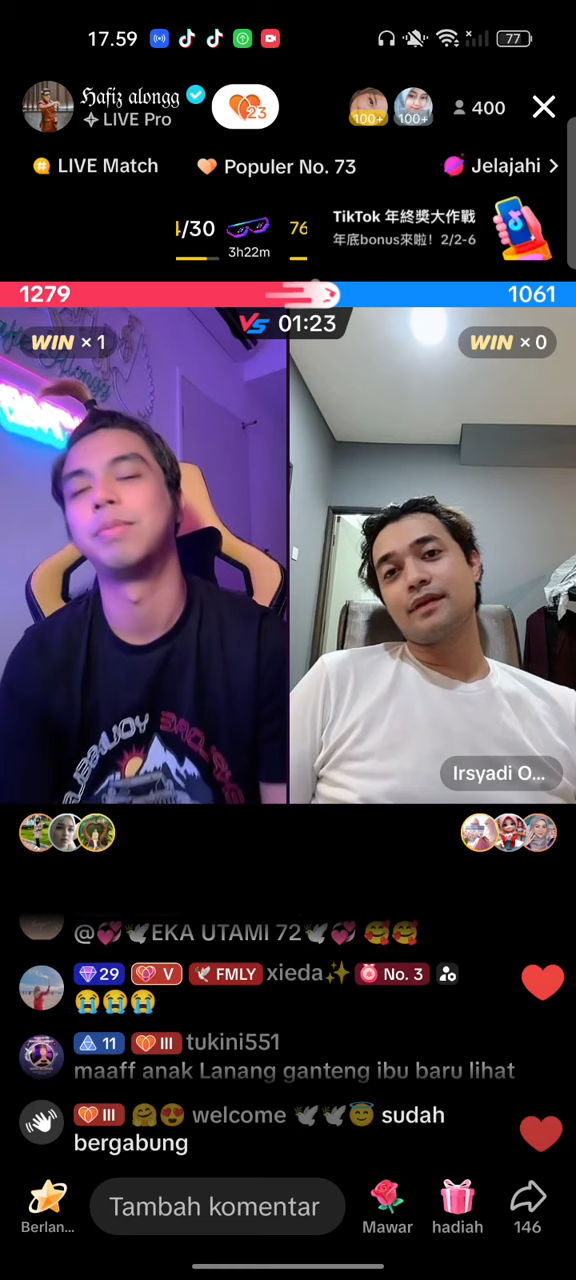 17.59
77
Hafiz alongg
LIVE Pro
23
100+
100+
400
LIVE Match
Populer No. 73
Jelajahi
/30
3h22m
76
TikTok 年終獎大作戰
年底bonus來啦！2/2-6
1279
1061
VS 01:23
WIN × 1
WIN × 0
Irsyadi O...
@💞🕊️EKA UTAMI 72🕊️💞 🥰🥰
29 V FMLY xieda✨ No. 3
😭😭😭
11 III tukini551
maaff anak Lanang ganteng ibu baru lihat
III 🤗😍 welcome 🕊️🕊️😇 sudah
bergabung
Berlan...
Tambah komentar
Mawar
hadiah
146